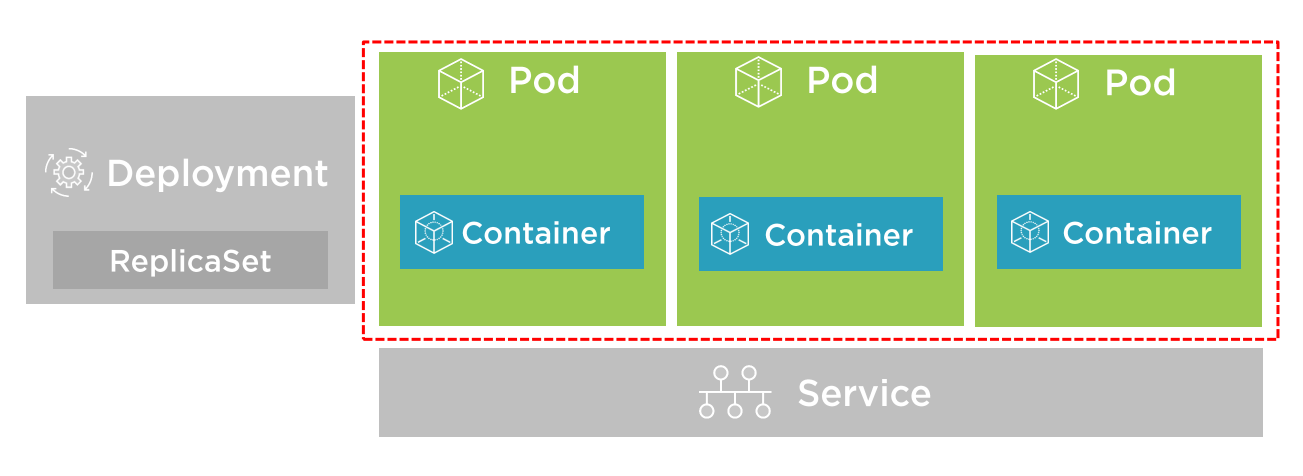 Pod
Pod
Pod
Deployment
Container
Container
Container
ReplicaSet
Service